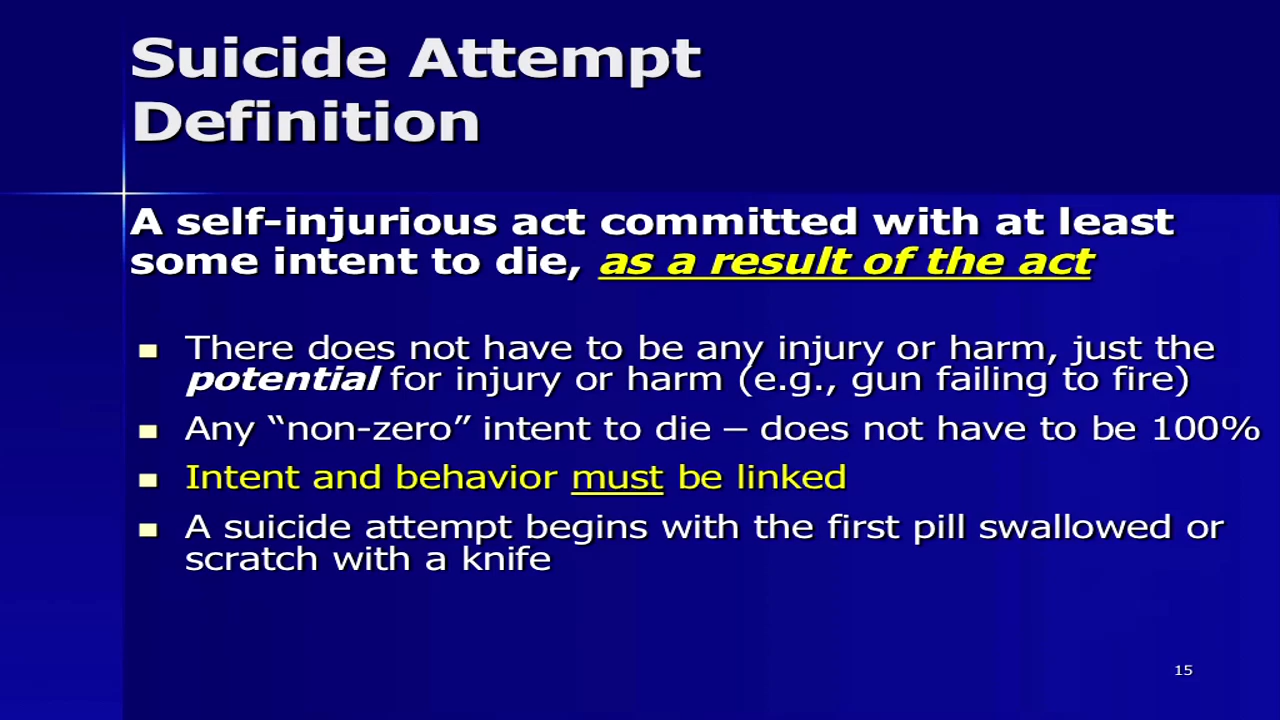 Suicide Attempt
Definition
A self-injurious act committed with at least
some intent to die, as a result of the act
There does not have to be any injury or harm, just the
potential for injury or harm (e.g., gun failing to fire)
Any “non-zero” intent to die – does not have to be 100%
Intent and behavior must be linked
A suicide attempt begins with the first pill swallowed or
scratch with a knife
15